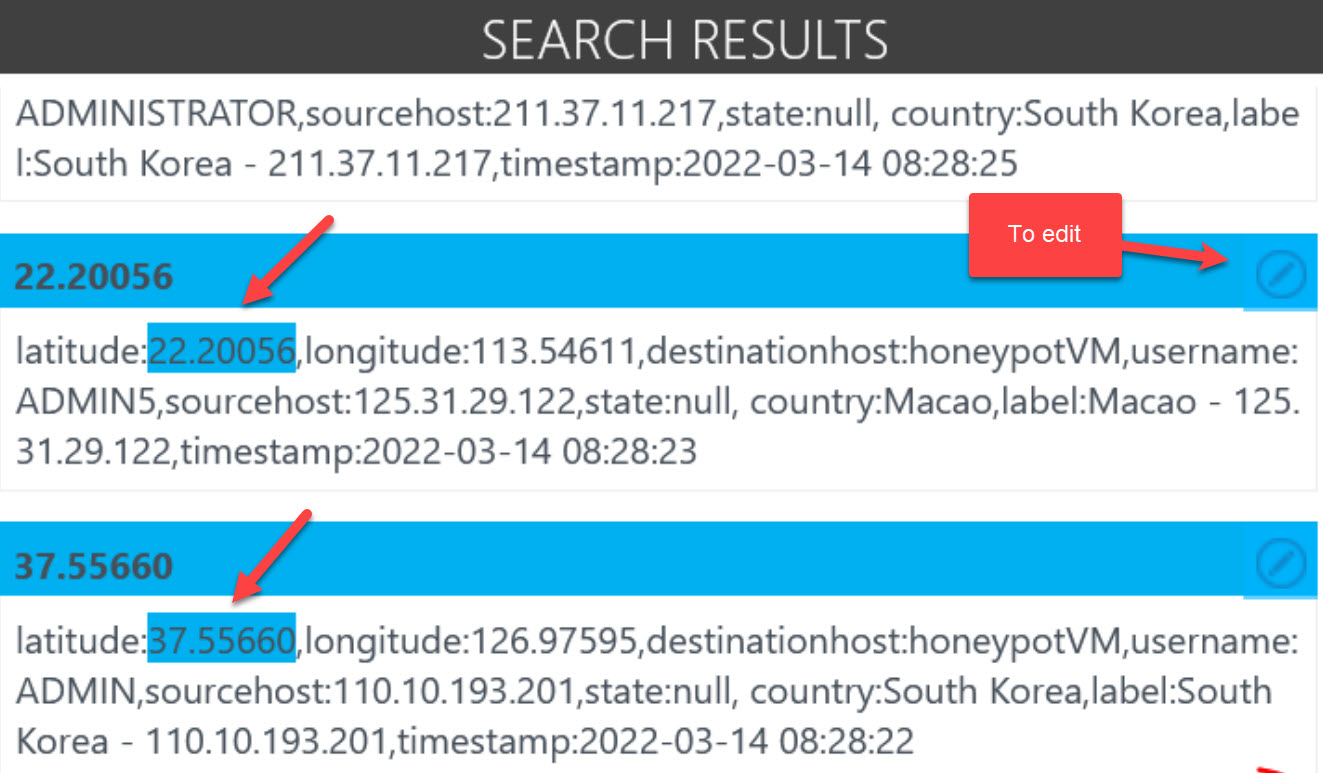 SEARCH RESULTS
ADMINISTRATOR,sourcehost:211.37.11.217,state:null, country:South Korea,labe
l:South Korea - 211.37.11.217,timestamp:2022-03-14 08:28:25
To edit
22.20056
latitude:22.20056,longitude:113.54611,destinationhost:honeypotVM,username:
ADMIN5,sourcehost:125.31.29.122,state:null, country:Macao,label:Macao - 125.
31.29.122,timestamp:2022-03-14 08:28:23
37.55660
latitude:37.55660,longitude:126.97595,destinationhost:honeypotVM,username:
ADMIN,sourcehost:110.10.193.201,state:null, country:South Korea,label:South
Korea - 110.10.193.201,timestamp:2022-03-14 08:28:22